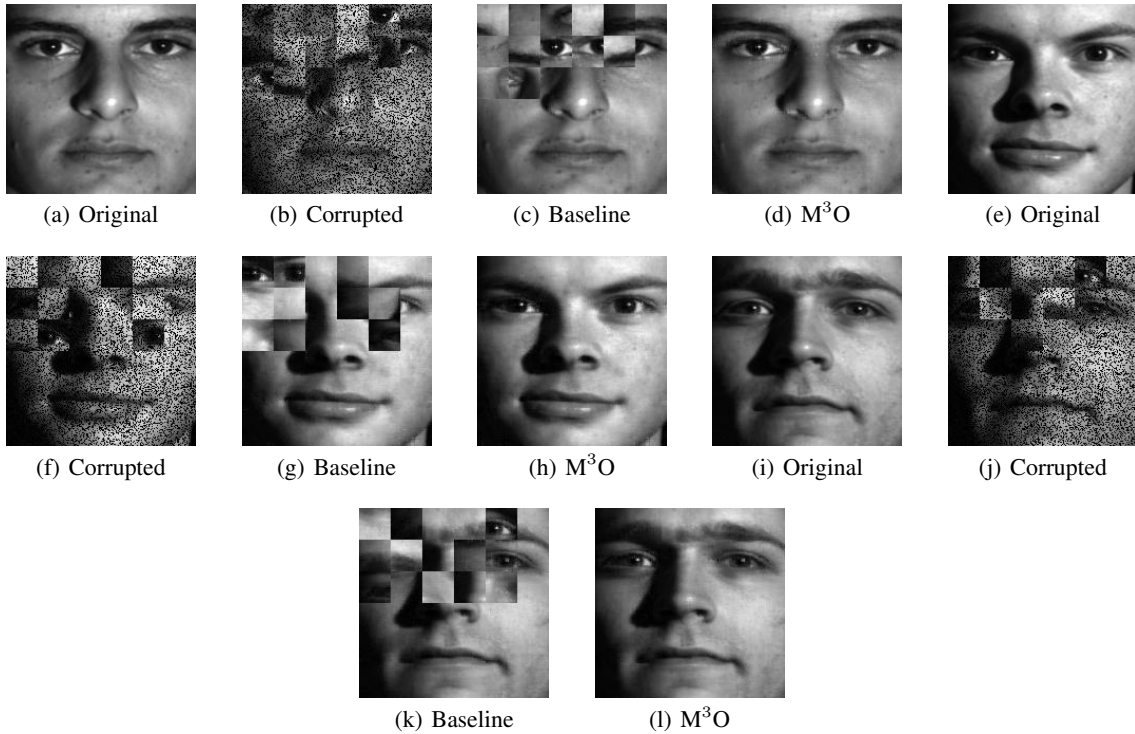 (a) Original
(b) Corrupted
(c) Baseline
(d) M³O
(e) Original
(f) Corrupted
(g) Baseline
(h) M³O
(i) Original
(j) Corrupted
(k) Baseline
(l) M³O